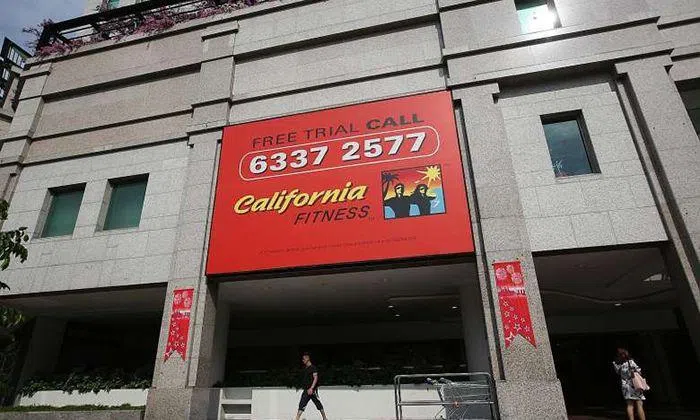 FREE TRIAL CALL
6337 2577
California
FITNESS